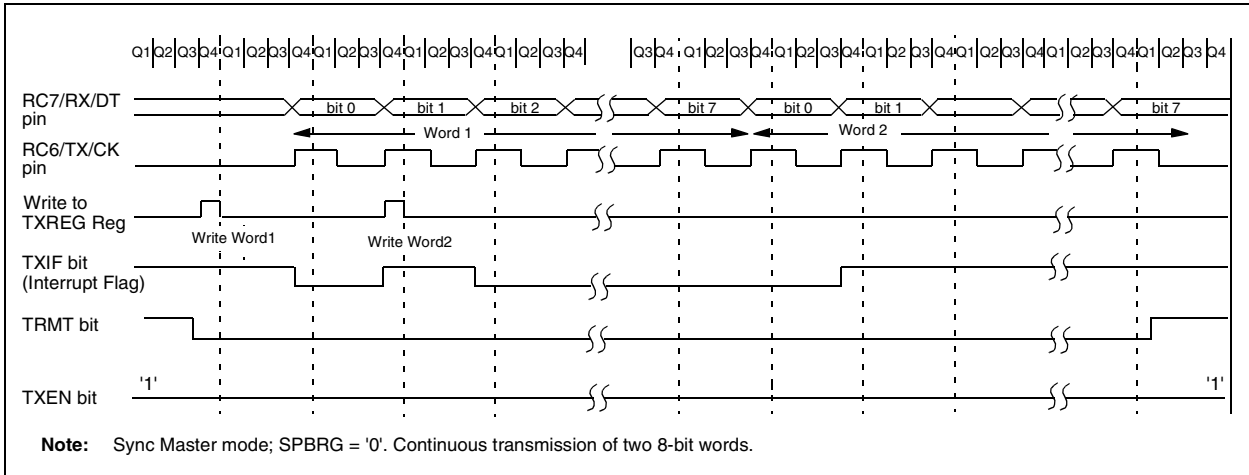 Q1 Q2 Q3 Q4 Q1 Q2 Q3 Q4 Q1 Q2 Q3 Q4 Q1 Q2 Q3 Q4 Q1 Q2 Q3 Q4 Q3 Q4 Q1 Q2 Q3 Q4 Q1 Q2 Q3 Q4 Q1 Q2 Q3 Q4 Q1 Q2 Q3 Q4 Q1 Q2 Q3 Q4 Q1 Q2 Q3 Q4
RC7/RX/DT
pin
bit 0 bit 1 bit 2 bit 7 bit 0 bit 1 bit 7
Word 1 Word 2
RC6/TX/CK
pin
Write to
TXREG Reg
Write Word1 Write Word2
TXIF bit
(Interrupt Flag)
TRMT bit
'1' '1'
TXEN bit
Note: Sync Master mode; SPBRG = '0'. Continuous transmission of two 8-bit words.